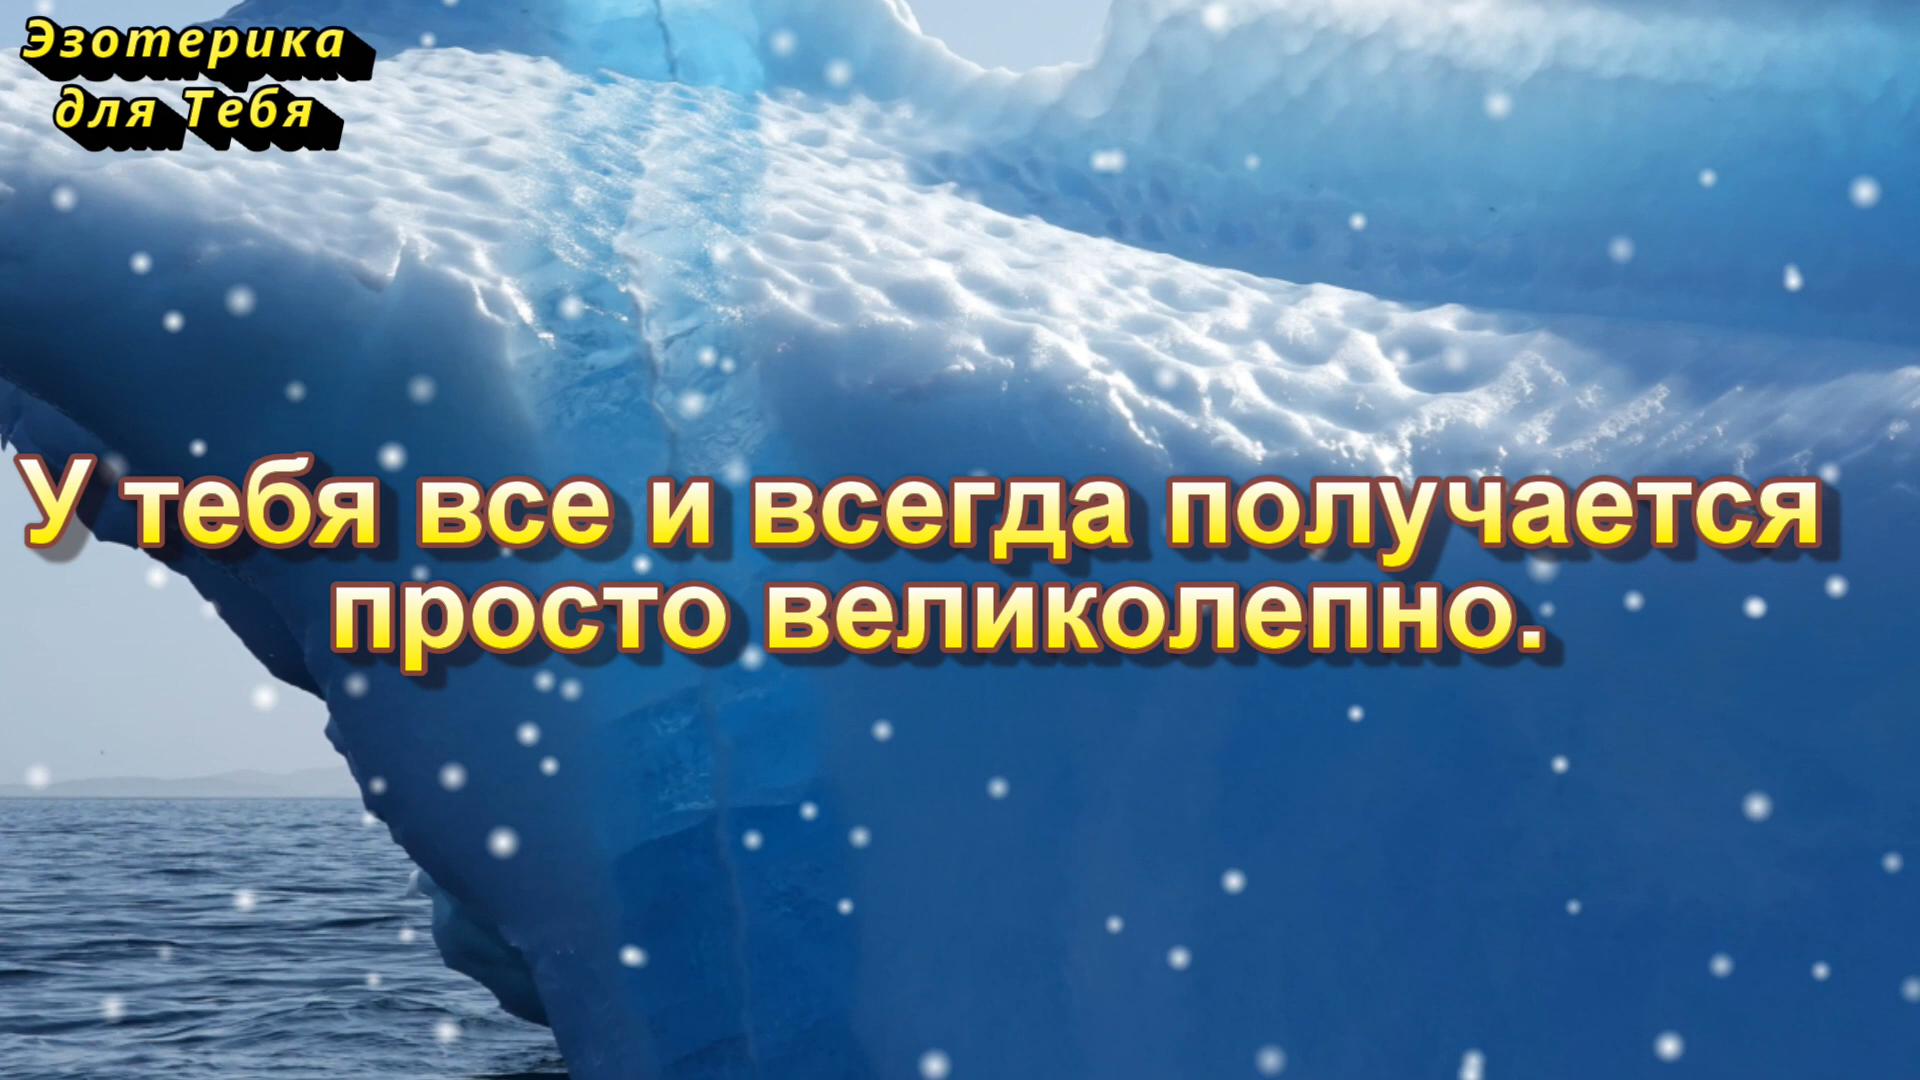 Эзотерика
для Тебя
У тебя все и всегда получается
просто великолепно.